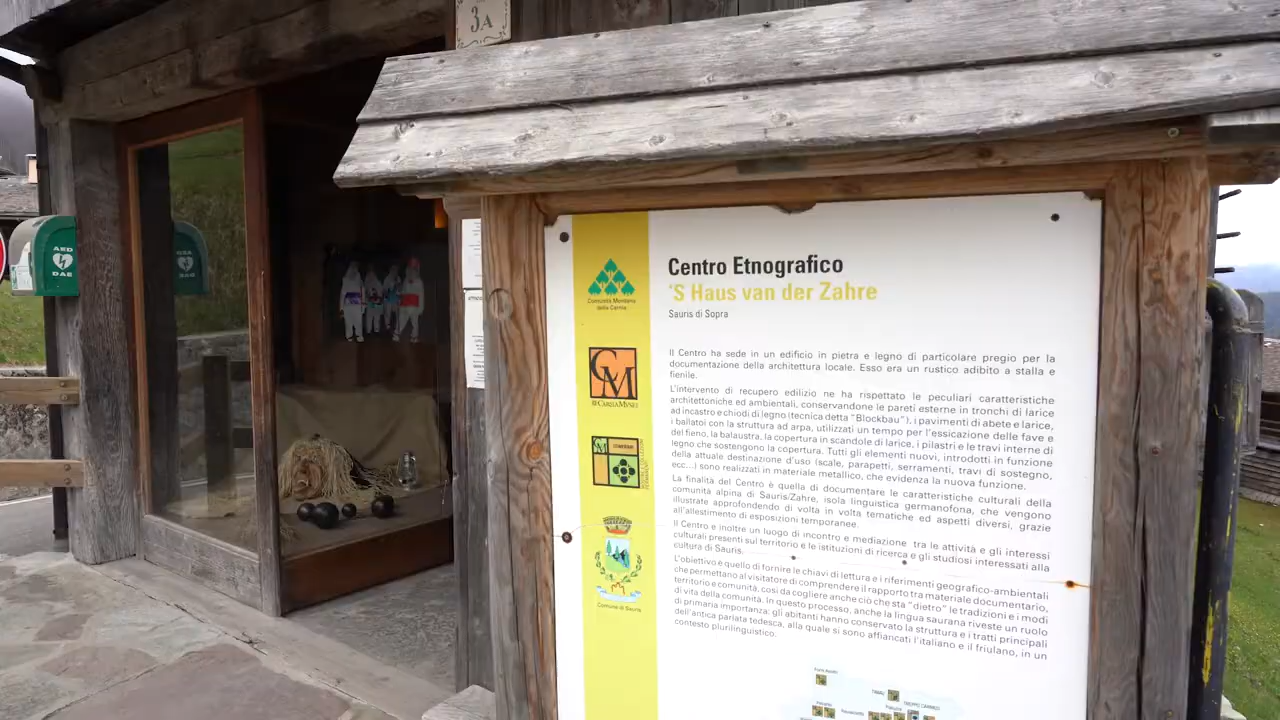 3A
AED
DAE
Comunità Montana
della Carnia
CM
CARNIAMUSEI
Comune di Sauris
Centro Etnografico
'S Haus van der Zahre
Sauris di Sopra
Il Centro ha sede in un edificio in pietra e legno di particolare pregio per la
documentazione della architettura locale. Esso era un rustico adibito a stalla e
fienile.
L'intervento di recupero edilizio ne ha rispettato le peculiari caratteristiche
architettoniche ed ambientali, conservandone le pareti esterne in tronchi di larice
ad incastro e chiodi di legno (tecnica detta "Blockbau"), i pavimenti di abete e larice,
i ballatoi con la struttura ad arpa, utilizzati un tempo per l'essicazione delle fave e
del fieno, la balaustra, la copertura in scandole di larice, i pilastri e le travi interne di
legno che sostengono la copertura. Tutti gli elementi nuovi, introdotti in funzione
della attuale destinazione d'uso (scale, parapetti, serramenti, travi di sostegno,
ecc...) sono realizzati in materiale metallico, che evidenza la nuova funzione.
La finalità del Centro è quella di documentare le caratteristiche culturali della
comunità alpina di Sauris/Zahre, isola linguistica germanofona, che vengono
illustrate approfondendo di volta in volta tematiche ed aspetti diversi, grazie
all'allestimento di esposizioni temporanee.
Il Centro è inoltre un luogo di incontro e mediazione tra le attività e gli interessi
culturali presenti sul territorio e le istituzioni di ricerca e gli studiosi interessati alla
cultura di Sauris.
L'obiettivo è quello di fornire le chiavi di lettura e i riferimenti geografico-ambientali
che permettano al visitatore di comprendere il rapporto tra materiale documentario,
territorio e comunità, così da cogliere anche ciò che sta "dietro" le tradizioni e i modi
di vita della comunità. In questo processo, anche la lingua saurana riveste un ruolo
di primaria importanza: gli abitanti hanno conservato la struttura e i tratti principali
dell'antica parlata tedesca, alla quale si sono affiancati l'italiano e il friulano, in un
contesto plurilinguistico.